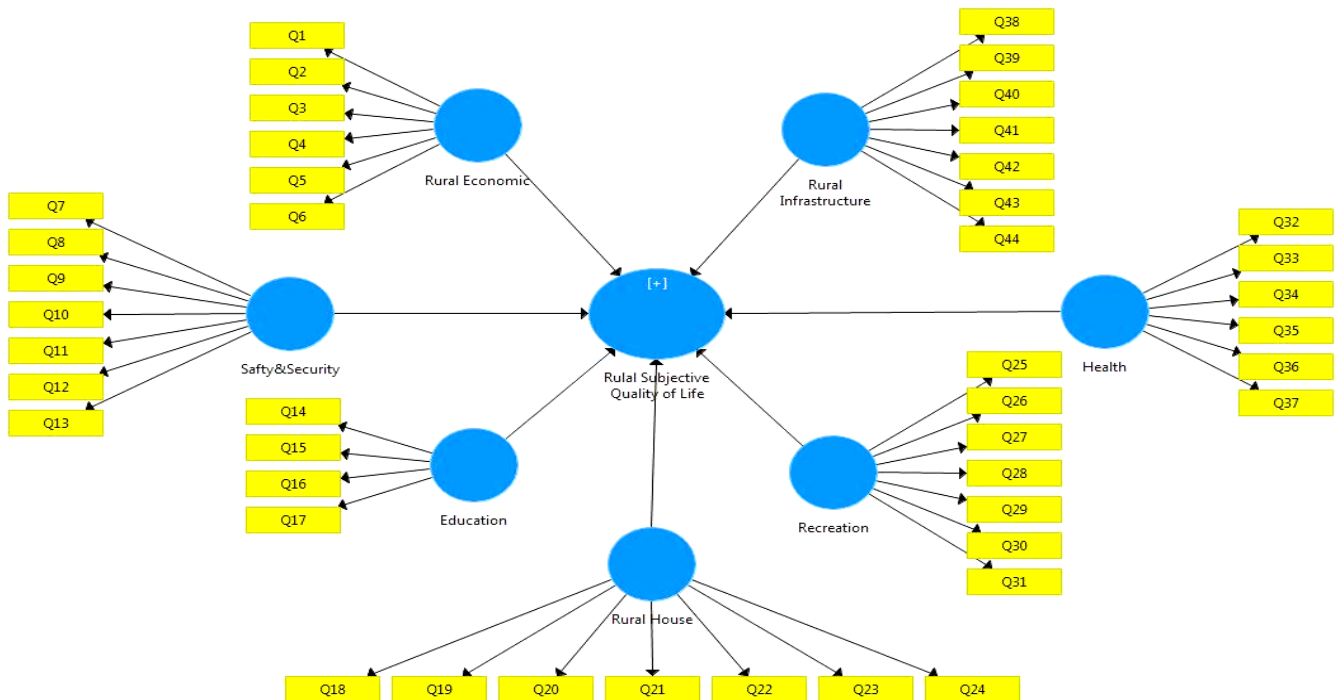 Q1
Q2
Q3
Q4
Q5
Q6
Rural Economic
Q38
Q39
Q40
Q41
Q42
Q43
Q44
Rural
Infrastructure
Q7
Q8
Q9
Q10
Q11
Q12
Q13
Safty&Security
[+]
Rulal Subjective
Quality of Life
Q32
Q33
Q34
Q35
Q36
Q37
Health
Q14
Q15
Q16
Q17
Education
Q25
Q26
Q27
Q28
Q29
Q30
Q31
Recreation
Rural House
Q18
Q19
Q20
Q21
Q22
Q23
Q24